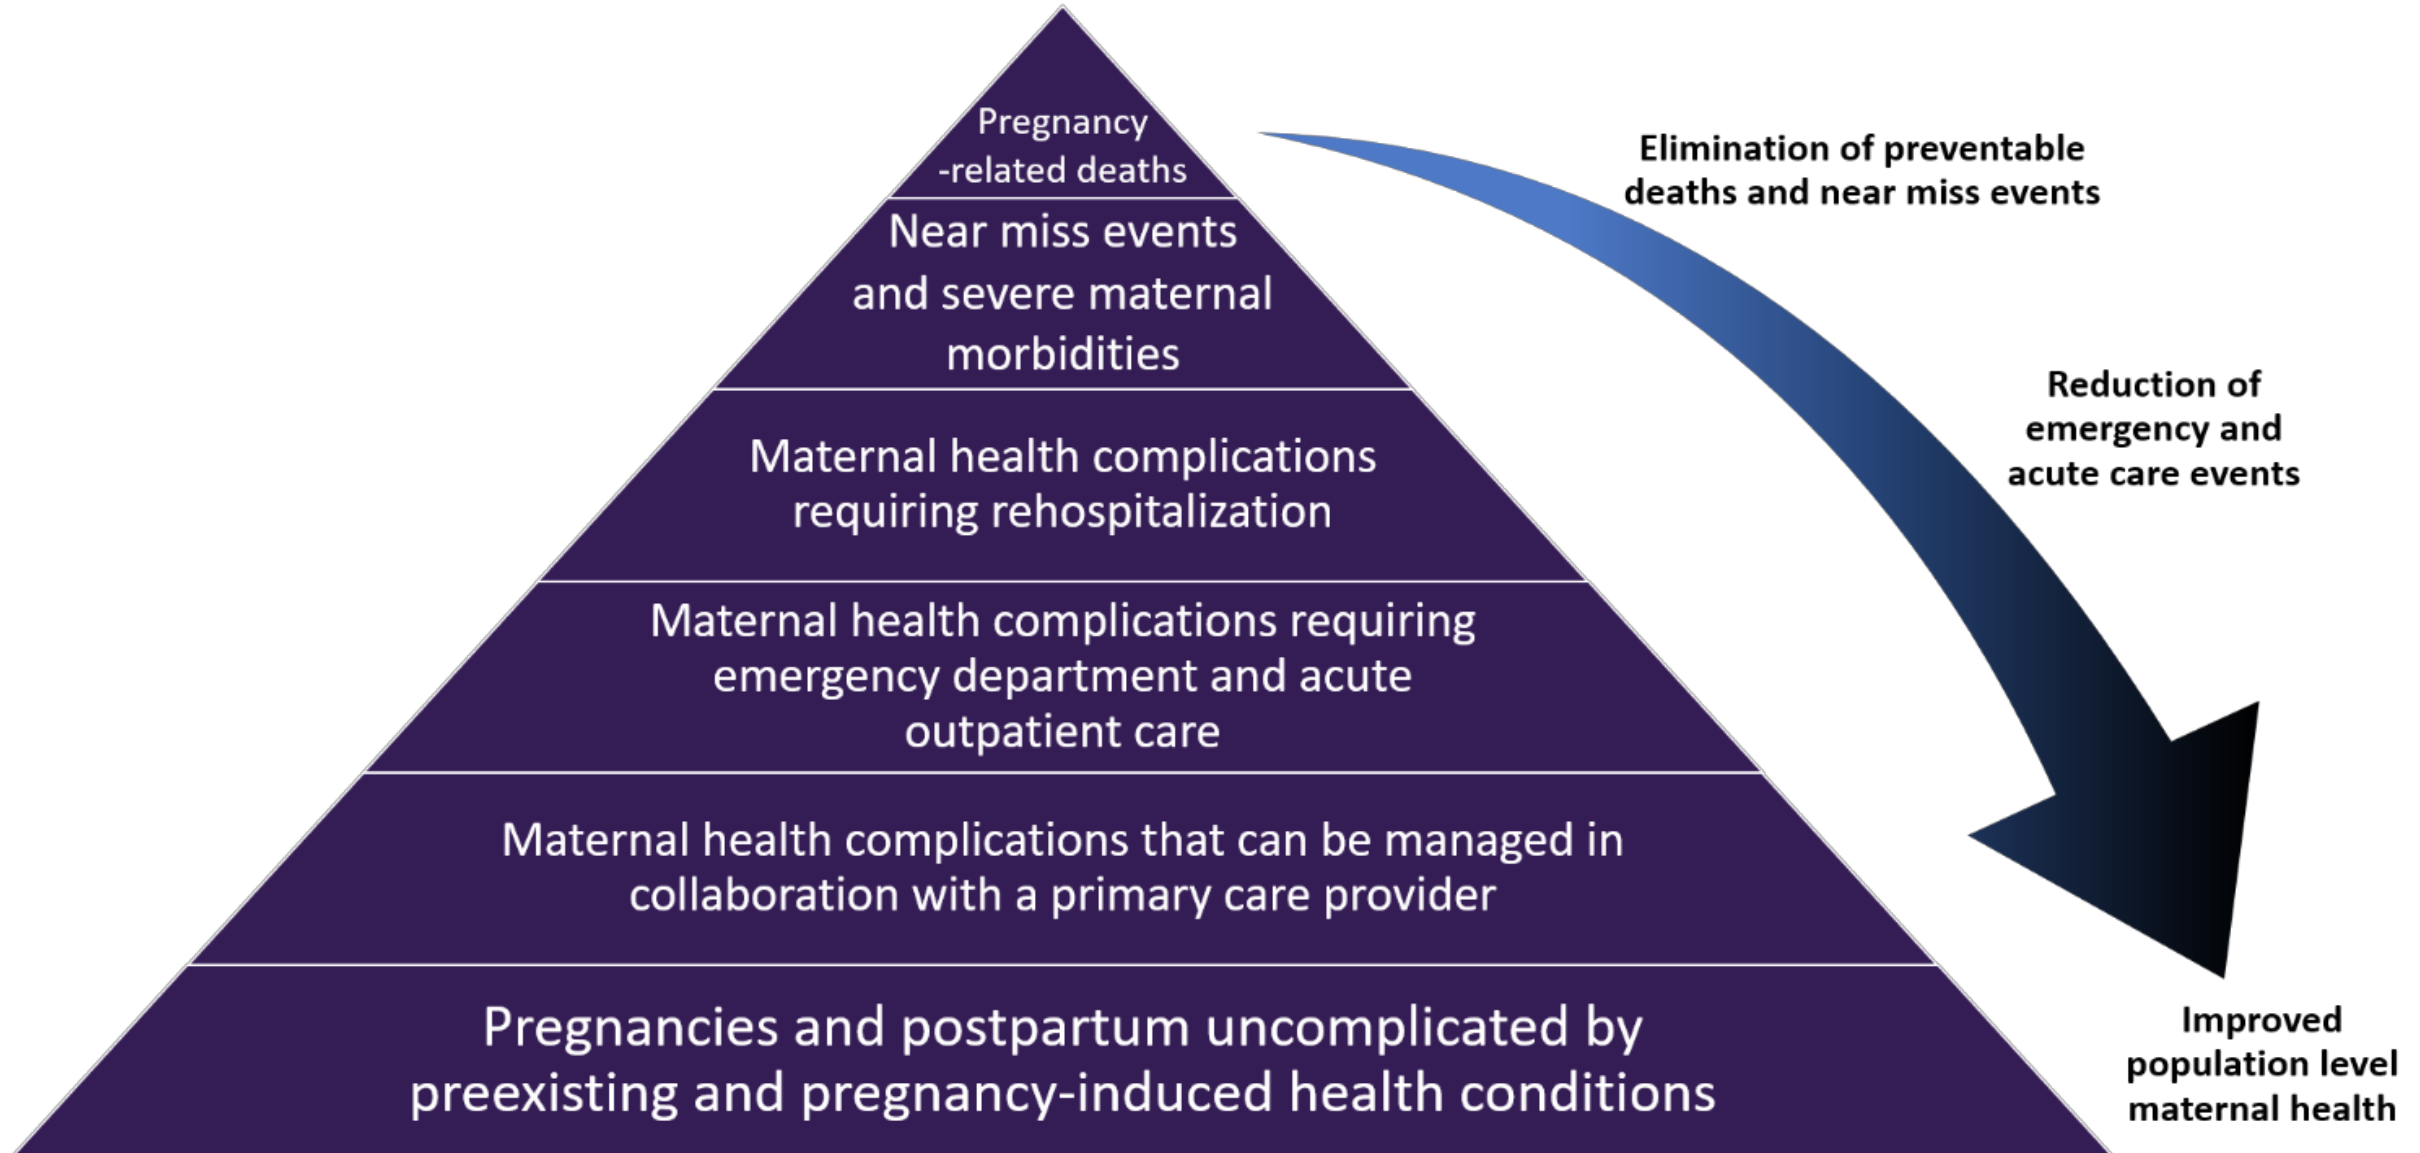 Pregnancy
-related deaths
Near miss events
and severe maternal
morbidities
Maternal health complications
requiring rehospitalization
Maternal health complications requiring
emergency department and acute
outpatient care
Maternal health complications that can be managed in
collaboration with a primary care provider
Pregnancies and postpartum uncomplicated by
preexisting and pregnancy-induced health conditions
Elimination of preventable
deaths and near miss events
Reduction of
emergency and
acute care events
Improved
population level
maternal health